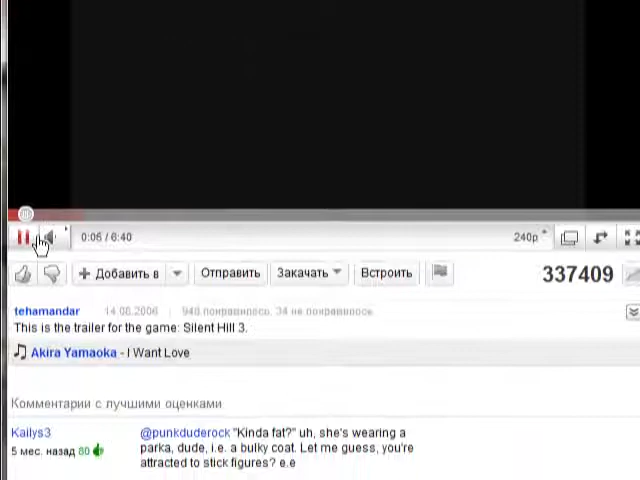 0:06 / 6:40 240p
Добавить в Отправить Закачать Встроить 337409
tehamandar 14.08.2006 948 понравилось, 34 не понравилось
This is the trailer for the game: Silent Hill 3.
Akira Yamaoka - I Want Love
Комментарии с лучшими оценками
Kailys3 @punkduderock "Kinda fat?" uh, she's wearing a
5 мес. назад 80 parka, dude, i.e. a bulky coat. Let me guess, you're
attracted to stick figures? e.e